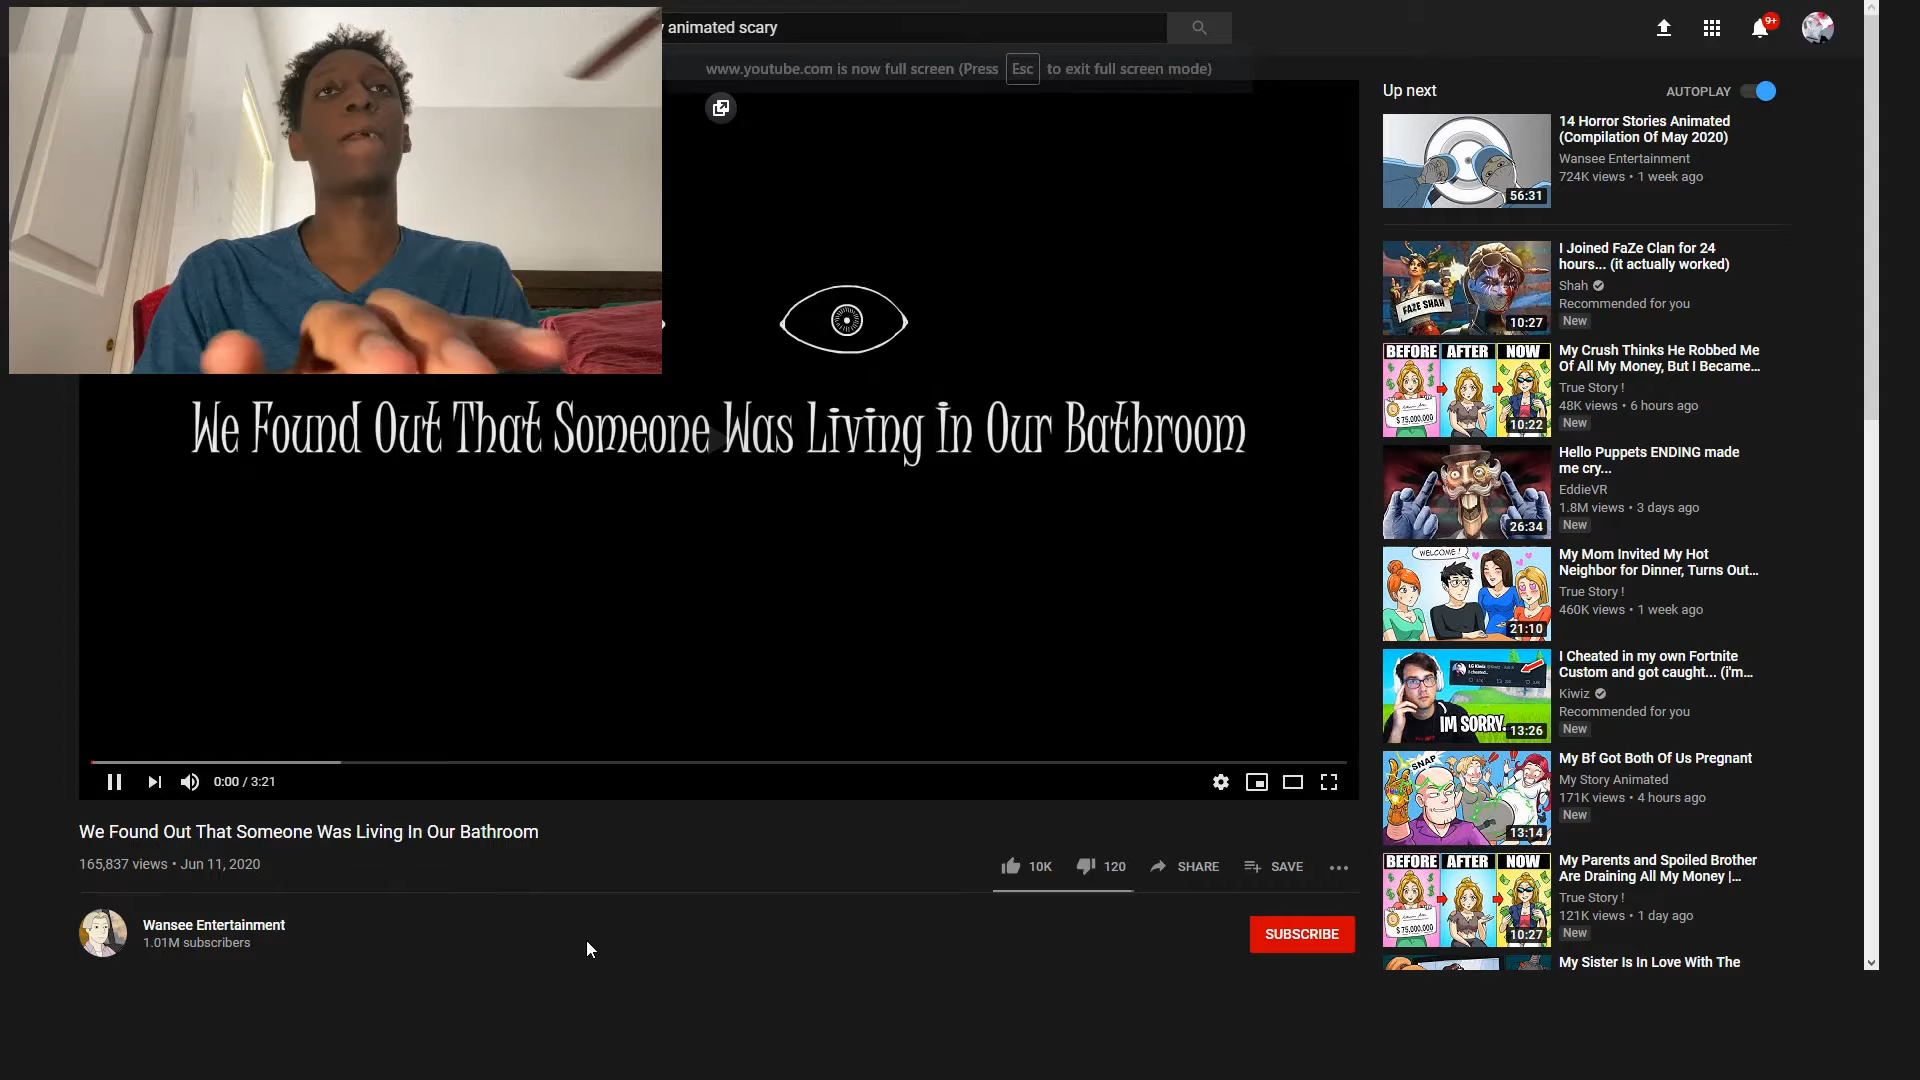 animated scary
www.youtube.com is now full screen (Press Esc to exit full screen mode)
9+
We Found Out That Someone Was Living In Our Bathroom
0:00 / 3:21
We Found Out That Someone Was Living In Our Bathroom
165,837 views • Jun 11, 2020
10K
120
SHARE
SAVE
Wansee Entertainment
1.01M subscribers
SUBSCRIBE
Up next
AUTOPLAY
56:31
14 Horror Stories Animated
(Compilation Of May 2020)
Wansee Entertainment
724K views • 1 week ago
FAZE SHAH
10:27
I Joined FaZe Clan for 24
hours... (it actually worked)
Shah
Recommended for you
New
BEFORE AFTER NOW
$75,000,000
10:22
My Crush Thinks He Robbed Me
Of All My Money, But I Became...
True Story !
48K views • 6 hours ago
New
26:34
Hello Puppets ENDING made
me cry...
EddieVR
1.8M views • 3 days ago
New
WELCOME!
21:10
My Mom Invited My Hot
Neighbor for Dinner, Turns Out...
True Story !
460K views • 1 week ago
IM SORRY.
13:26
I Cheated in my own Fortnite
Custom and got caught... (i'm...
Kiwiz
Recommended for you
New
SNAP
13:14
My Bf Got Both Of Us Pregnant
My Story Animated
171K views • 4 hours ago
New
BEFORE AFTER NOW
$75,000,000
10:27
My Parents and Spoiled Brother
Are Draining All My Money |...
True Story !
121K views • 1 day ago
New
My Sister Is In Love With The